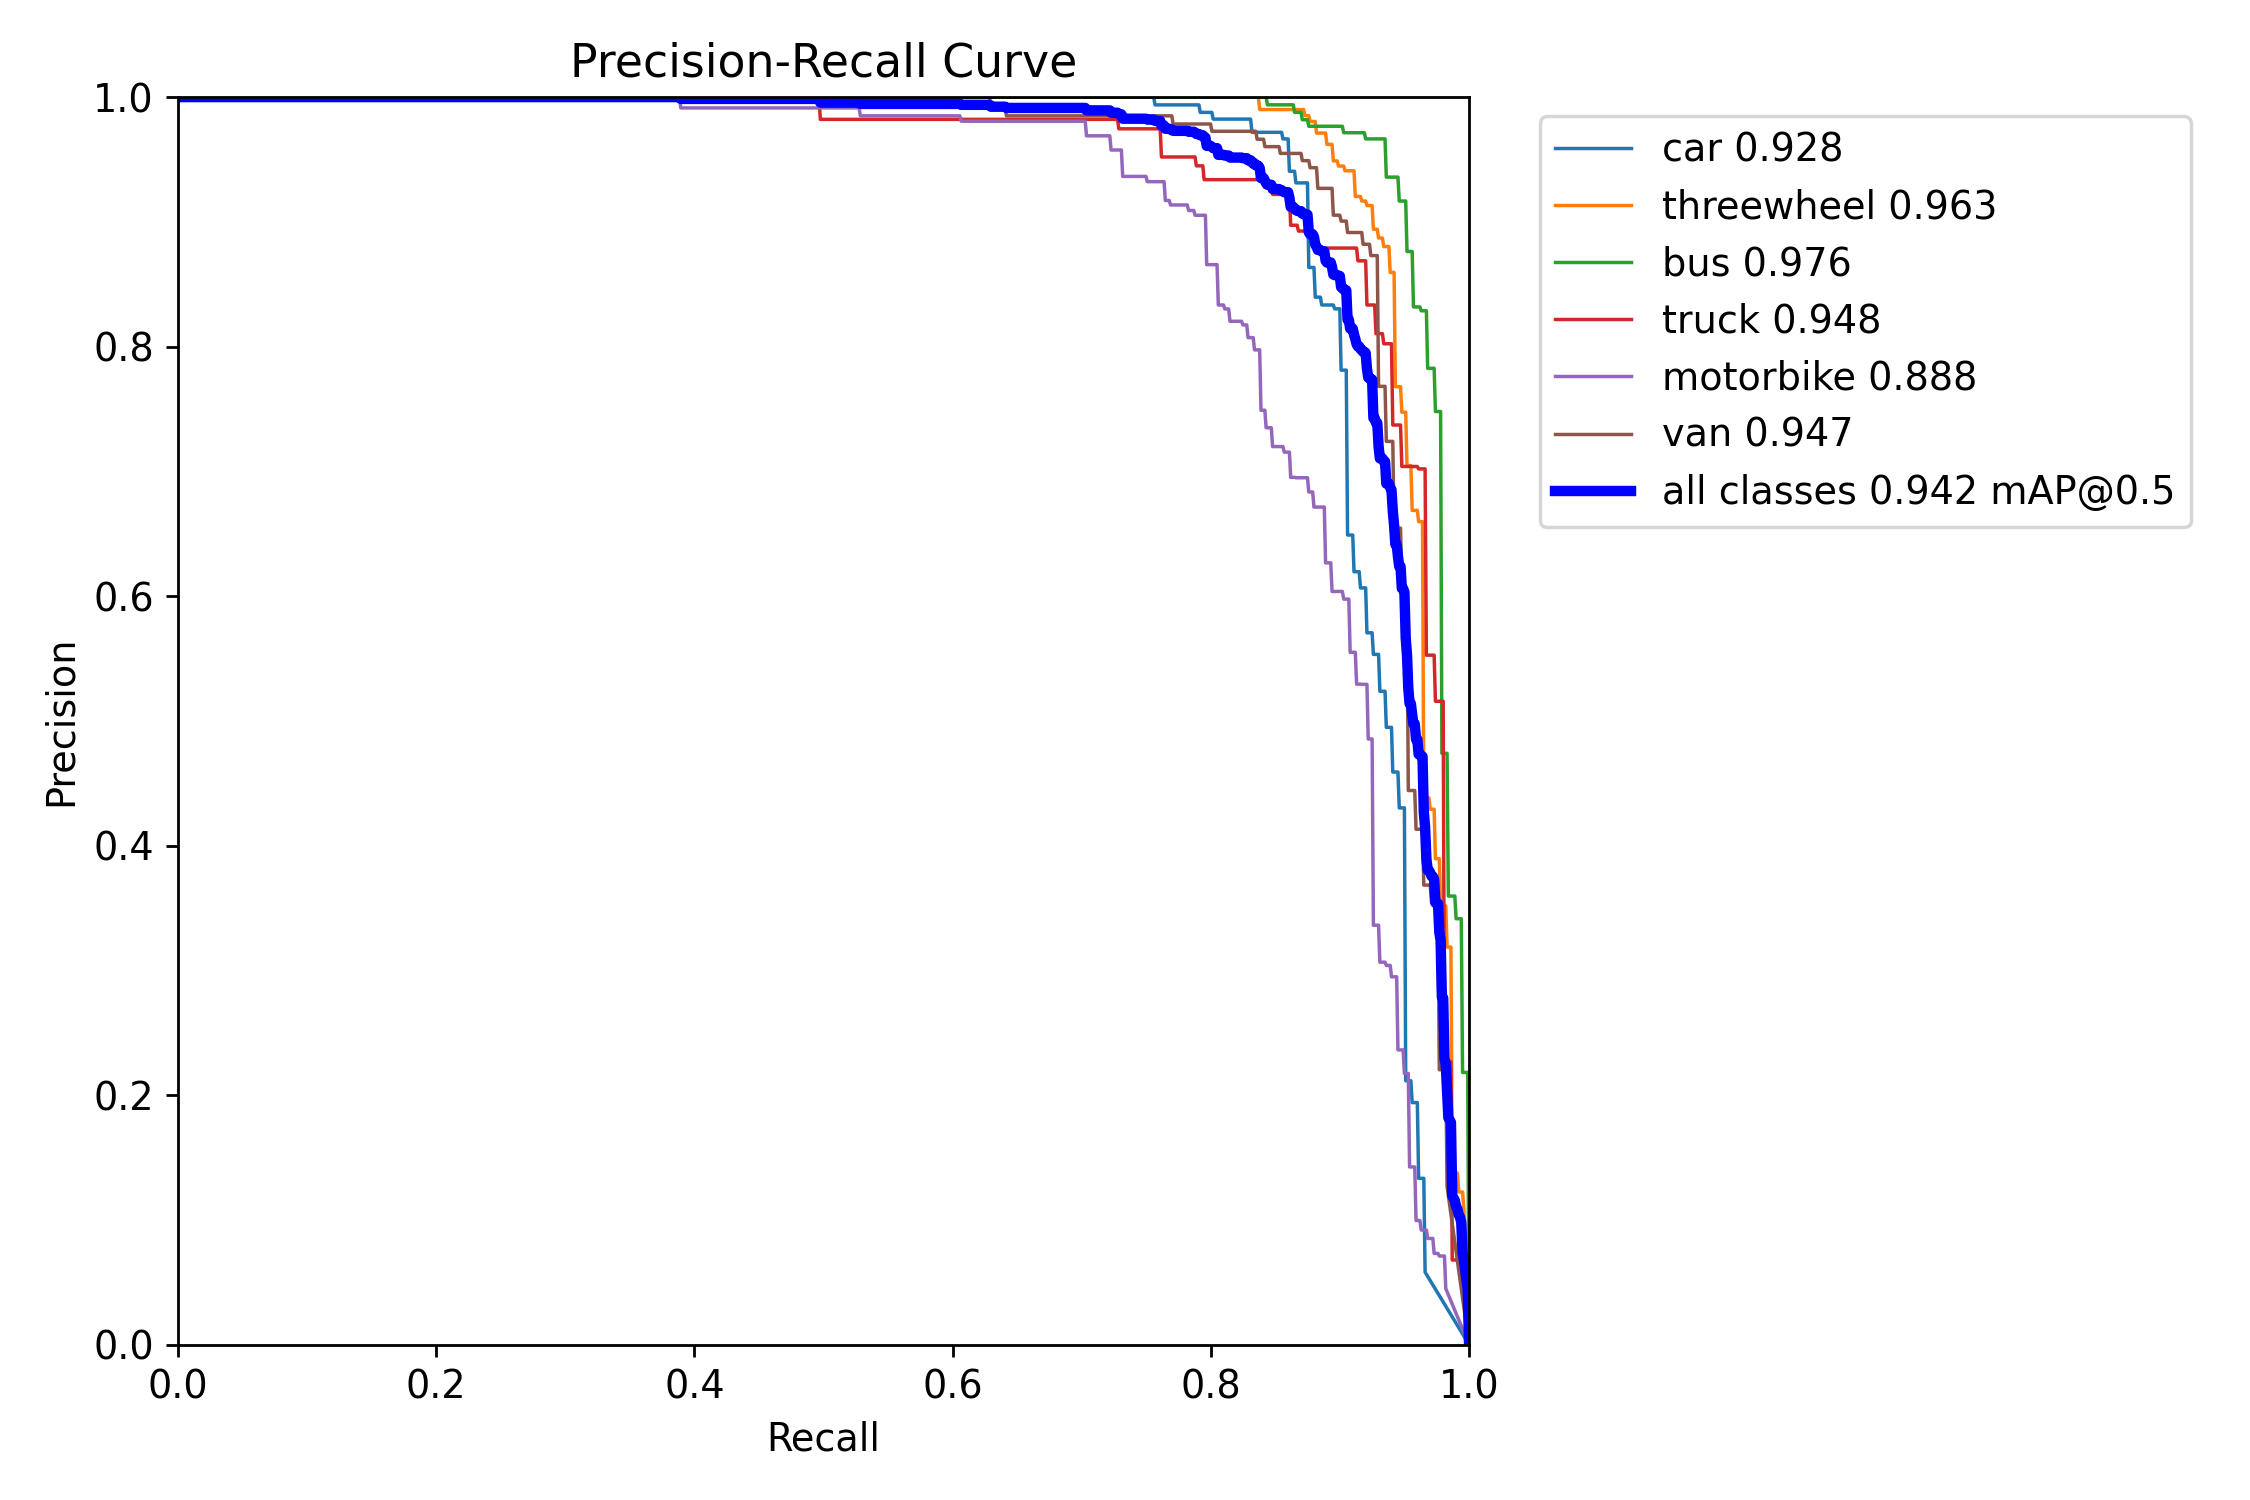 Precision-Recall Curve
1.0
0.8
0.6
0.4
0.2
0.0
Precision
0.0 0.2 0.4 0.6 0.8 1.0
Recall
car 0.928
threewheel 0.963
bus 0.976
truck 0.948
motorbike 0.888
van 0.947
all classes 0.942 mAP@0.5